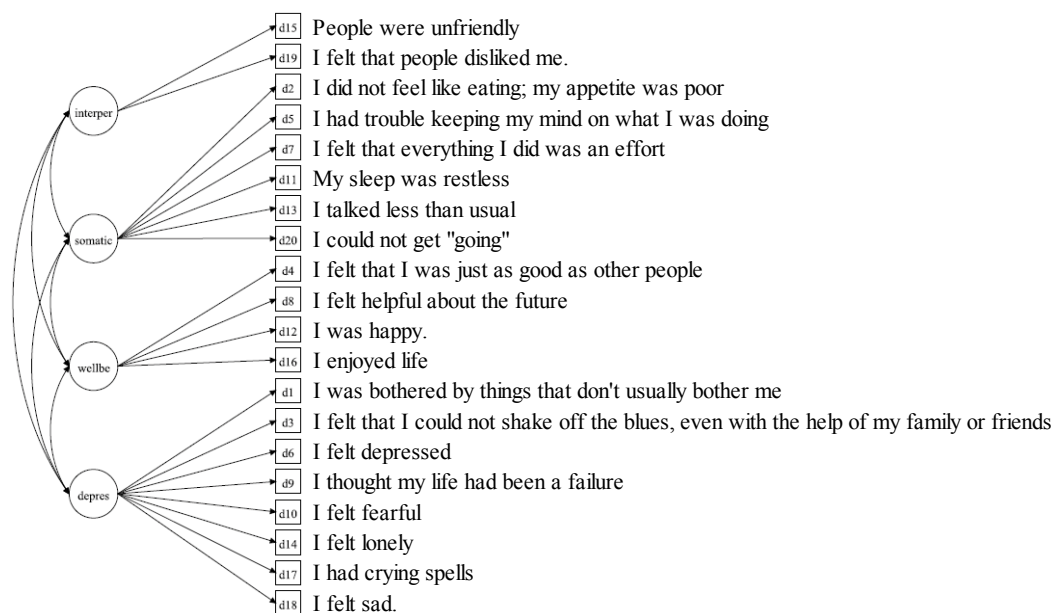 d15 People were unfriendly
d19 I felt that people disliked me.
d2 I did not feel like eating; my appetite was poor
interper
d5 I had trouble keeping my mind on what I was doing
d7 I felt that everything I did was an effort
d11 My sleep was restless
d13 I talked less than usual
somatic
d20 I could not get "going"
d4 I felt that I was just as good as other people
d8 I felt helpful about the future
d12 I was happy.
d16 I enjoyed life
wellbe
d1 I was bothered by things that don't usually bother me
d3 I felt that I could not shake off the blues, even with the help of my family or friends
d6 I felt depressed
d9 I thought my life had been a failure
depres
d10 I felt fearful
d14 I felt lonely
d17 I had crying spells
d18 I felt sad.